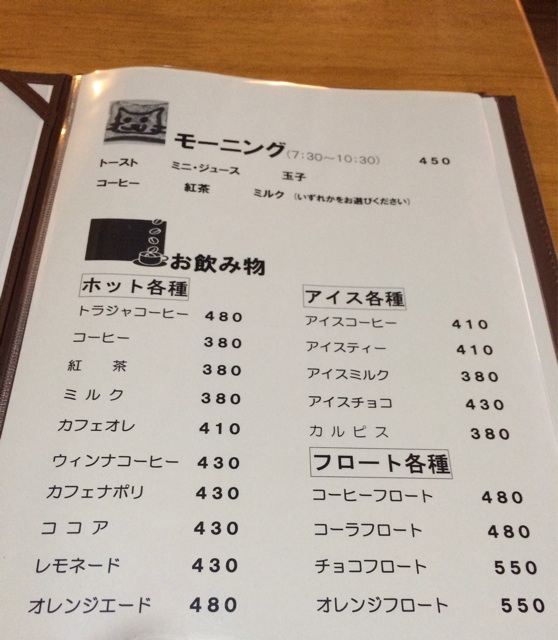 モーニング(7:30～10:30) 450
トースト ミニ・ジュース 玉子
コーヒー 紅茶 ミルク (いずれかをお選びください)
お飲み物
ホット各種
トラジャコーヒー 480
コーヒー 380
紅 茶 380
ミ ル ク 380
カフェオレ 410
ウィンナコーヒー 430
カフェナポリ 430
コ コ ア 430
レモネード 430
オレンジエード 480
アイス各種
アイスコーヒー 410
アイスティー 410
アイスミルク 380
アイスチョコ 430
カ ル ピ ス 380
フロート各種
コーヒーフロート 480
コーラフロート 480
チョコフロート 550
オレンジフロート 550